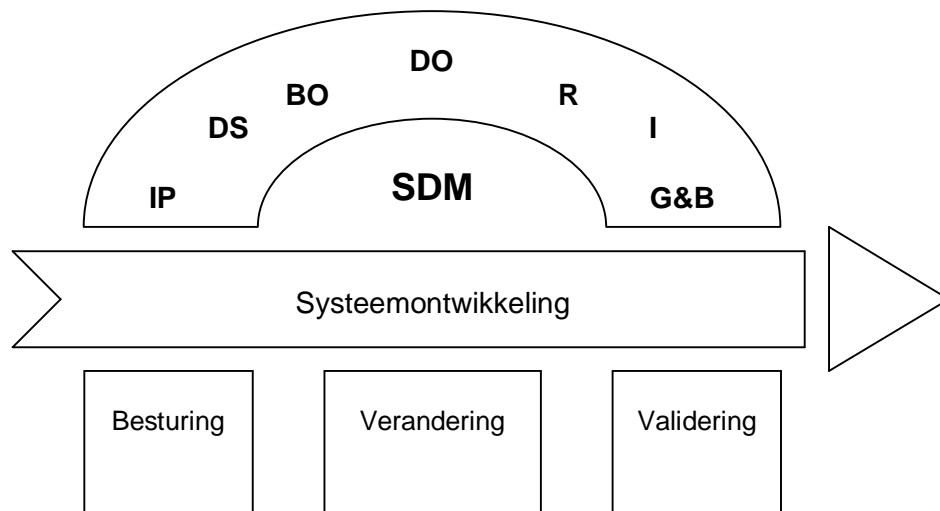 DO
BO
R
DS
I
IP
SDM
G&B
Systeemontwikkeling
Besturing
Verandering
Validering